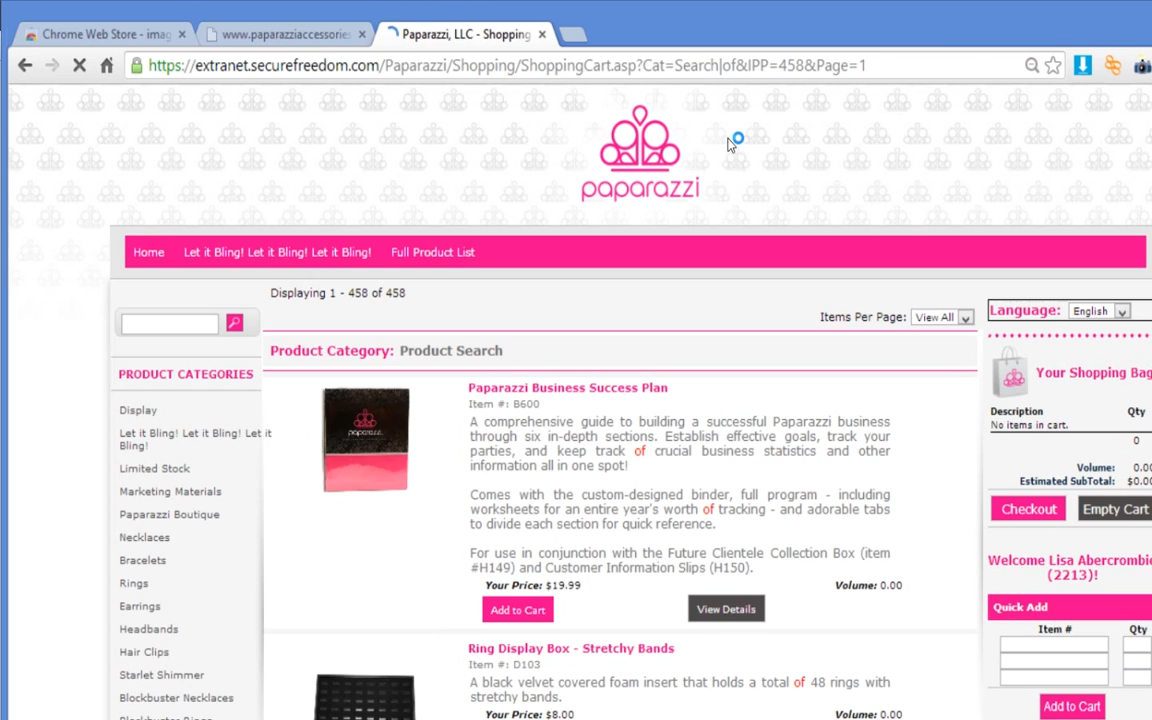 Chrome Web Store - imag
www.paparazziaccessories
Paparazzi, LLC - Shopping
https://extranet.securefreedom.com/Paparazzi/Shopping/ShoppingCart.asp?Cat=Search|of&IPP=458&Page=1
paparazzi
Home Let it Bling! Let it Bling! Let it Bling! Full Product List
Displaying 1 - 458 of 458
Items Per Page: View All
Language: English
Product Category: Product Search
PRODUCT CATEGORIES
Display
Let it Bling! Let it Bling! Let it
Bling!
Limited Stock
Marketing Materials
Paparazzi Boutique
Necklaces
Bracelets
Rings
Earrings
Headbands
Hair Clips
Starlet Shimmer
Blockbuster Necklaces
Blockbuster Rings
paparazzi
Paparazzi Business Success Plan
Item #: B600
A comprehensive guide to building a successful Paparazzi business
through six in-depth sections. Establish effective goals, track your
parties, and keep track of crucial business statistics and other
information all in one spot!
Comes with the custom-designed binder, full program - including
worksheets for an entire year's worth of tracking - and adorable tabs
to divide each section for quick reference.
For use in conjunction with the Future Clientele Collection Box (item
#H149) and Customer Information Slips (H150).
Your Price: $19.99 Volume: 0.00
Add to Cart View Details
Ring Display Box - Stretchy Bands
Item #: D103
A black velvet covered foam insert that holds a total of 48 rings with
stretchy bands.
Your Price: $8.00 Volume: 0.00
Your Shopping Bag
Description Qty
No items in cart.
0
Volume: 0.00
Estimated SubTotal: $0.00
Checkout Empty Cart
Welcome Lisa Abercrombie
(2213)!
Quick Add
Item # Qty
Add to Cart